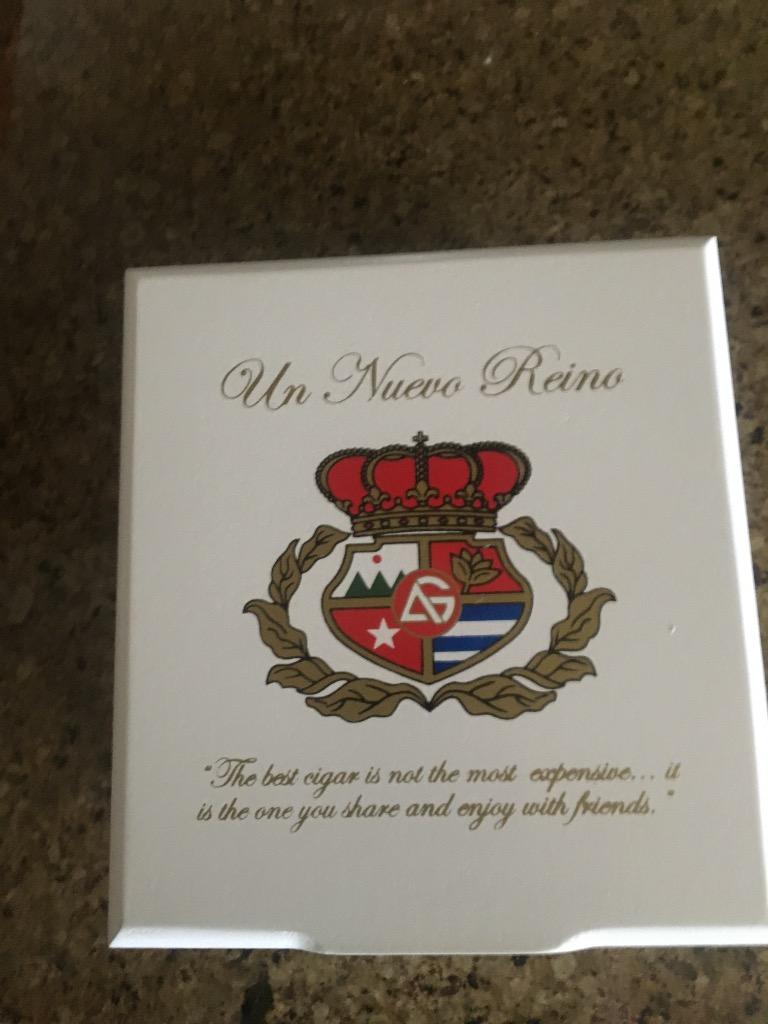 Un Nuevo Reino
AG
"The best cigar is not the most expensive... it
is the one you share and enjoy with friends."